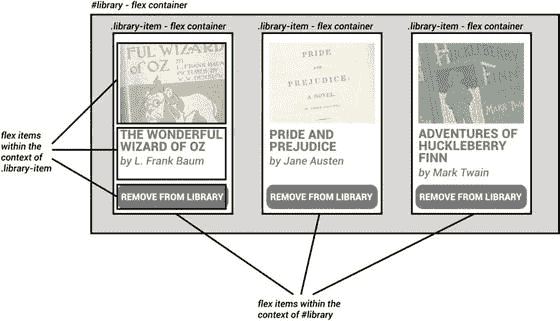 #library - flex container
.library-item - flex container
.library-item - flex container
.library-item - flex container
FUL WIZARD
OF OZ
BY
L. FRANK BAUM
PICTURES BY
W.W. DENSLOW
THE WONDERFUL
WIZARD OF OZ
by L. Frank Baum
REMOVE FROM LIBRARY
PRIDE
AND
PREJUDICE:
A NOVEL.
PRIDE AND
PREJUDICE
by Jane Austen
REMOVE FROM LIBRARY
HUCKLEBERRY
FINN
MARK TWAIN
ADVENTURES OF
HUCKLEBERRY
FINN
by Mark Twain
REMOVE FROM LIBRARY
flex items within the
context of
.library-item
flex items within the
context of #library